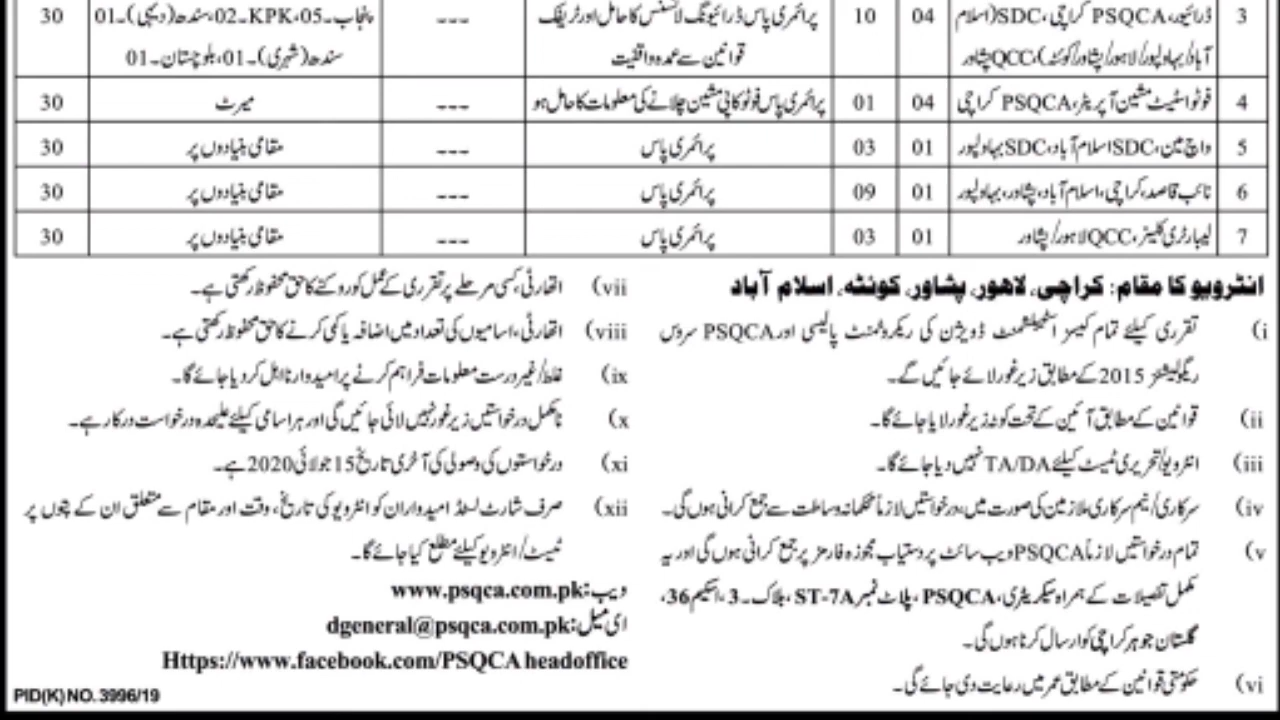 3 ڈرائیور، PSQCA کراچی، SDC(اسلام 04 10 پرائمری پاس ڈرائیونگ لائسنس کا حامل اور ٹریفک --- پنجاب۔05، KPK۔02، سندھ(دیہی)۔01 30
آباد/بہاولپور/لاہور/پشاور/کوئٹہ)، QCC پشاور قوانین سے عمدہ واقفیت سندھ(شہری)۔01، بلوچستان۔01
4 فوٹواسٹیٹ مشین آپریٹر، PSQCA کراچی 04 01 پرائمری پاس فوٹو کاپی مشین چلانے کی معلومات کا حامل ہو --- میرٹ 30
5 واچ مین، SDC اسلام آباد، SDC بہاولپور 01 03 پرائمری پاس --- مقامی بنیادوں پر 30
6 نائب قاصد، کراچی، اسلام آباد، پشاور، بہاولپور 01 09 پرائمری پاس --- مقامی بنیادوں پر 30
7 لیبارٹری کلینر، QCC لاہور/پشاور 01 03 پرائمری پاس --- مقامی بنیادوں پر 30
انٹرویو کا مقام: کراچی، لاہور، پشاور، کوئٹہ، اسلام آباد
i) تقرری کیلئے تمام کیسز اسٹیبلشمنٹ ڈویژن کی ریکروٹمنٹ پالیسی اور PSQCA سروس
ریگولیشنز 2015 کے مطابق زیر غور لائے جائیں گے۔
ii) قوانین کے مطابق آئین کے تحت کوٹہ زیر غور لایا جائے گا۔
iii) انٹرویو/تحریری ٹیسٹ کیلئے TA/DA نہیں دیا جائے گا۔
iv) سرکاری/نیم سرکاری ملازمین کی صورت میں، درخواستیں لازماً محکمانہ وساطت سے جمع کرانی ہوں گی۔
v) تمام درخواستیں لازماً PSQCA ویب سائٹ پر دستیاب مجوزہ فارمز پر جمع کرانی ہوں گی اور یہ
مکمل تفصیلات کے ہمراہ سیکریٹری، PSQCA، پلاٹ نمبر ST-7A، بلاک۔3، اسکیم 36،
گلستان جوہر کراچی کو ارسال کرنا ہوں گی۔
vi) حکومتی قوانین کے مطابق عمر میں رعایت دی جائے گی۔
vii) اتھارٹی، کسی مرحلے پر تقرری کے عمل کو روکنے کا حق محفوظ رکھتی ہے۔
viii) اتھارٹی، اسامیوں کی تعداد میں اضافہ یا کمی کرنے کا حق محفوظ رکھتی ہے۔
ix) غلط/غیر درست معلومات فراہم کرنے پر امیدوار نااہل کر دیا جائے گا۔
x) نامکمل درخواستیں زیر غور نہیں لائی جائیں گی اور ہر اسامی کیلئے علیحدہ درخواست درکار ہے۔
xi) درخواستوں کی وصولی کی آخری تاریخ 15 جولائی 2020 ہے۔
xii) صرف شارٹ لسٹڈ امیدواران کو انٹرویو کی تاریخ، وقت اور مقام سے متعلق ان کے پتوں پر
ٹیسٹ/انٹرویو کیلئے مطلع کیا جائے گا۔
ویب: www.psqca.com.pk
ای میل: dgeneral@psqca.com.pk
Https://www.facebook.com/PSQCAheadoffice
PID(K) NO. 3996/19